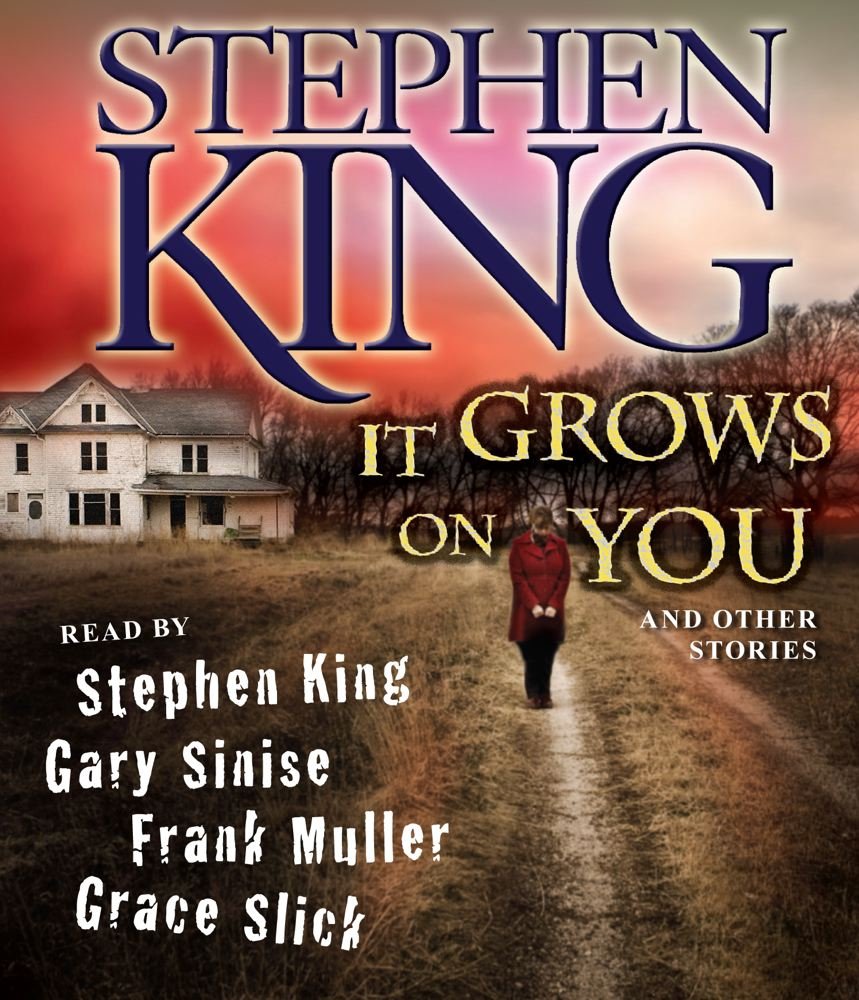 STEPHEN
KING
IT GROWS
ON YOU
AND OTHER
STORIES
READ BY
Stephen King
Gary Sinise
Frank Muller
Grace Slick